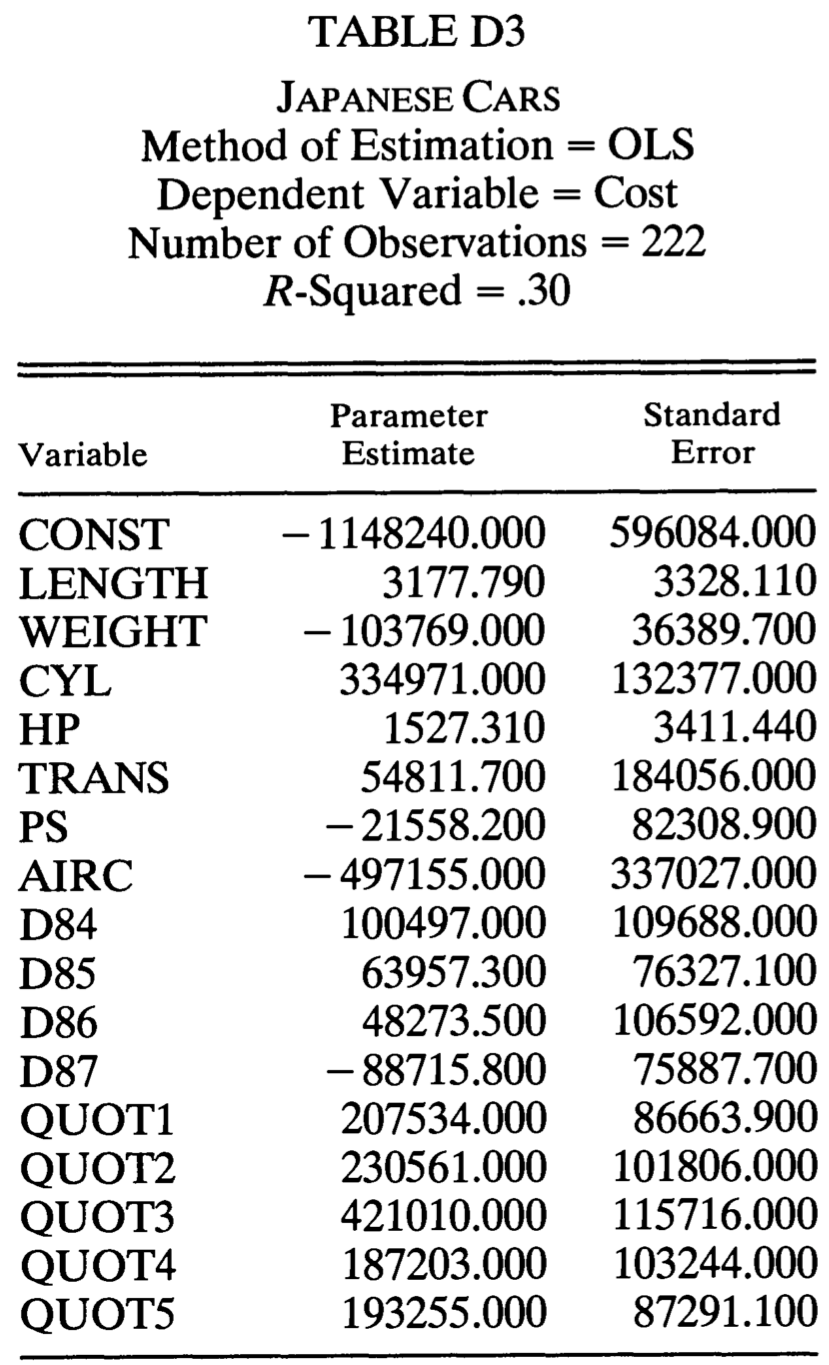 TABLE D3
JAPANESE CARS
Method of Estimation = OLS
Dependent Variable = Cost
Number of Observations = 222
R-Squared = .30
Variable Parameter Estimate Standard Error
CONST − 1148240.000 596084.000
LENGTH 3177.790 3328.110
WEIGHT − 103769.000 36389.700
CYL 334971.000 132377.000
HP 1527.310 3411.440
TRANS 54811.700 184056.000
PS − 21558.200 82308.900
AIRC − 497155.000 337027.000
D84 100497.000 109688.000
D85 63957.300 76327.100
D86 48273.500 106592.000
D87 − 88715.800 75887.700
QUOT1 207534.000 86663.900
QUOT2 230561.000 101806.000
QUOT3 421010.000 115716.000
QUOT4 187203.000 103244.000
QUOT5 193255.000 87291.100